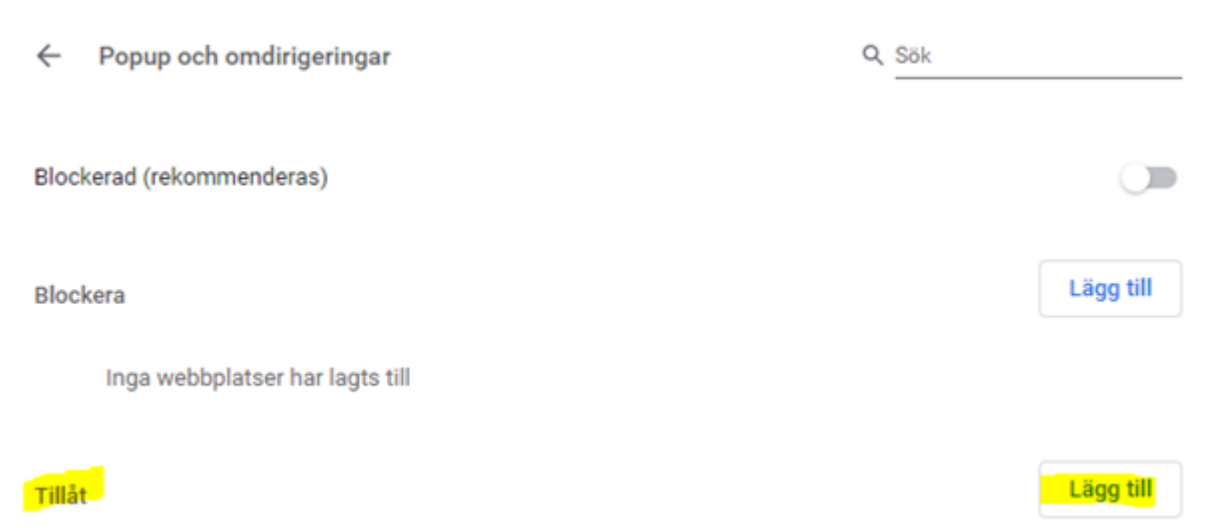 Popup och omdirigeringar
Sök
Blockerad (rekommenderas)
Blockera
Lägg till
Inga webbplatser har lagts till
Tillåt
Lägg till